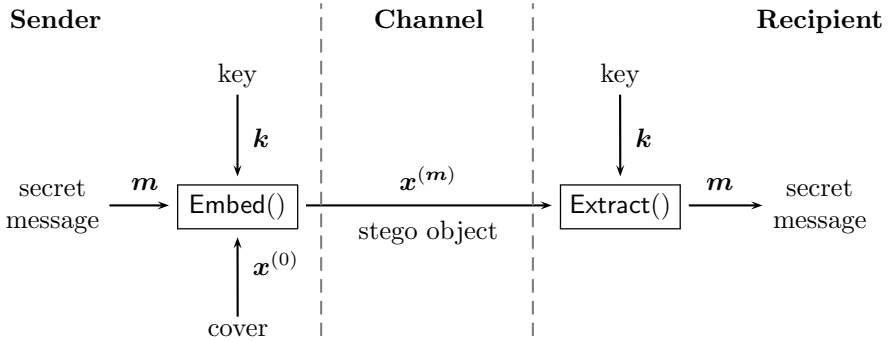 Sender Channel Recipient
key key
k k
secret message m Embed() x^(m) Extract() m secret message
stego object
x^(0)
cover